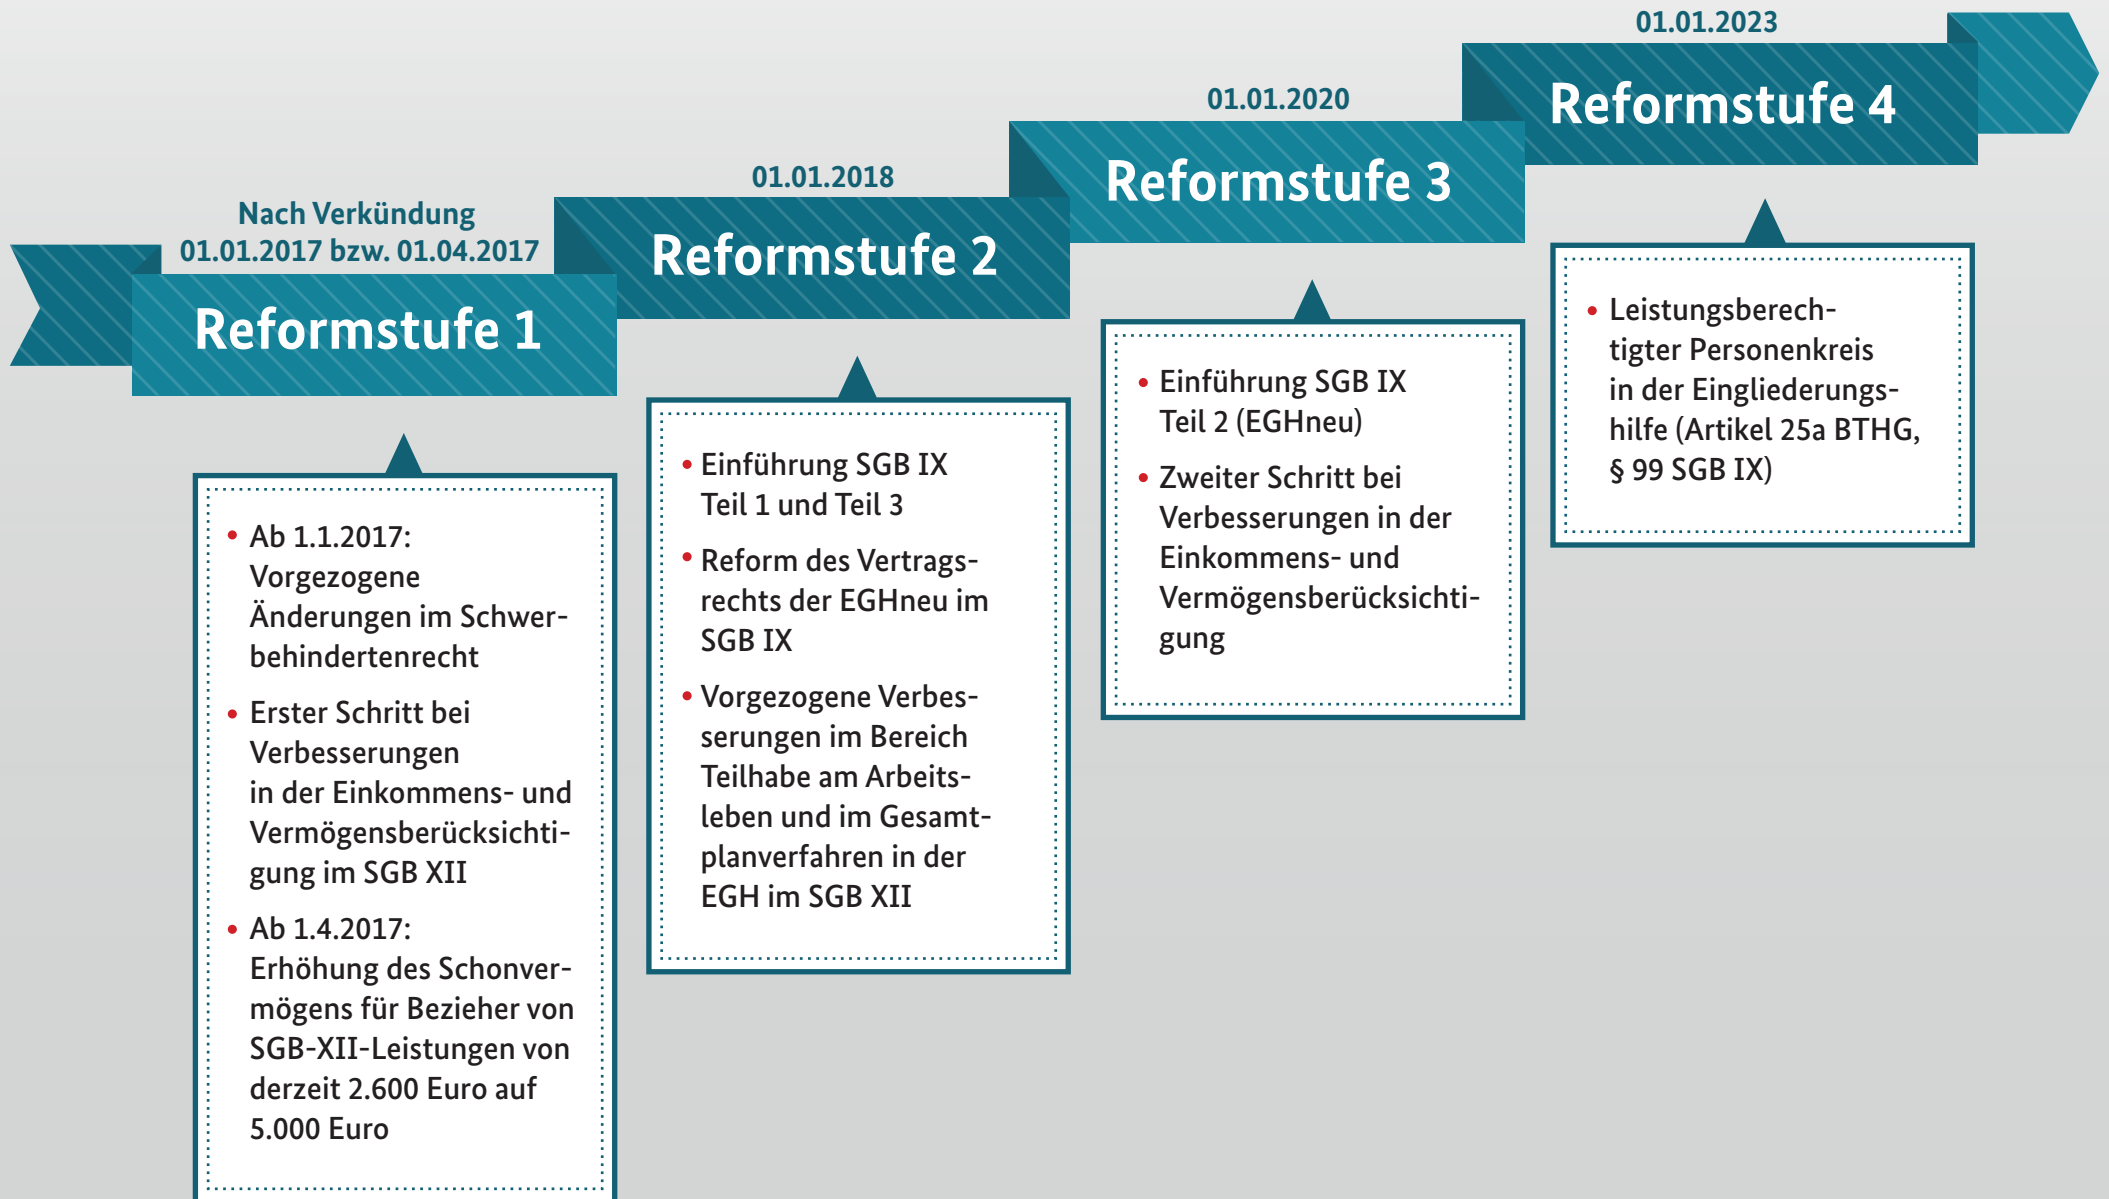 Nach Verkündung
01.01.2017 bzw. 01.04.2017
Reformstufe 1
• Ab 1.1.2017:
Vorgezogene
Änderungen im Schwer-
behindertenrecht
• Erster Schritt bei
Verbesserungen
in der Einkommens- und
Vermögensberücksichti-
gung im SGB XII
• Ab 1.4.2017:
Erhöhung des Schonver-
mögens für Bezieher von
SGB-XII-Leistungen von
derzeit 2.600 Euro auf
5.000 Euro
01.01.2018
Reformstufe 2
• Einführung SGB IX
Teil 1 und Teil 3
• Reform des Vertrags-
rechts der EGHneu im
SGB IX
• Vorgezogene Verbes-
serungen im Bereich
Teilhabe am Arbeits-
leben und im Gesamt-
planverfahren in der
EGH im SGB XII
01.01.2020
Reformstufe 3
• Einführung SGB IX
Teil 2 (EGHneu)
• Zweiter Schritt bei
Verbesserungen in der
Einkommens- und
Vermögensberücksichti-
gung
01.01.2023
Reformstufe 4
• Leistungsberech-
tigter Personenkreis
in der Eingliederungs-
hilfe (Artikel 25a BTHG,
§ 99 SGB IX)